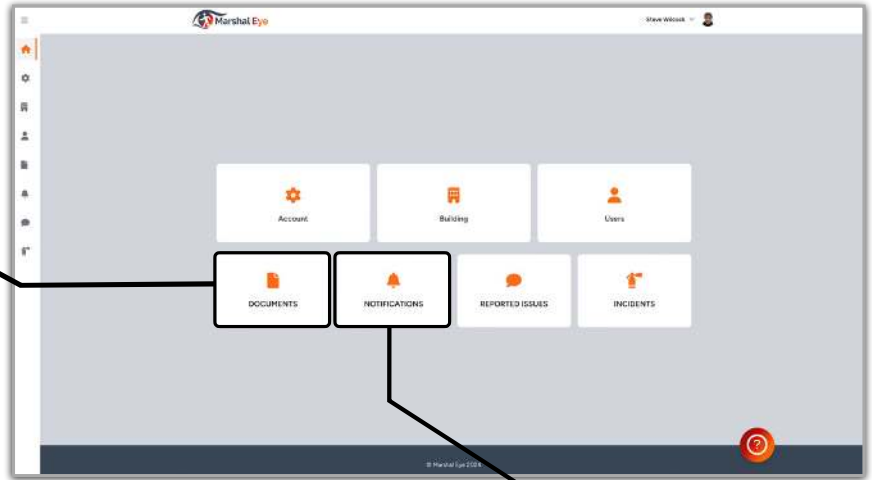 Marshal Eye
Steve Wilcock
Account
Building
Users
DOCUMENTS
NOTIFICATIONS
REPORTED ISSUES
INCIDENTS
© Marshal Eye 2024